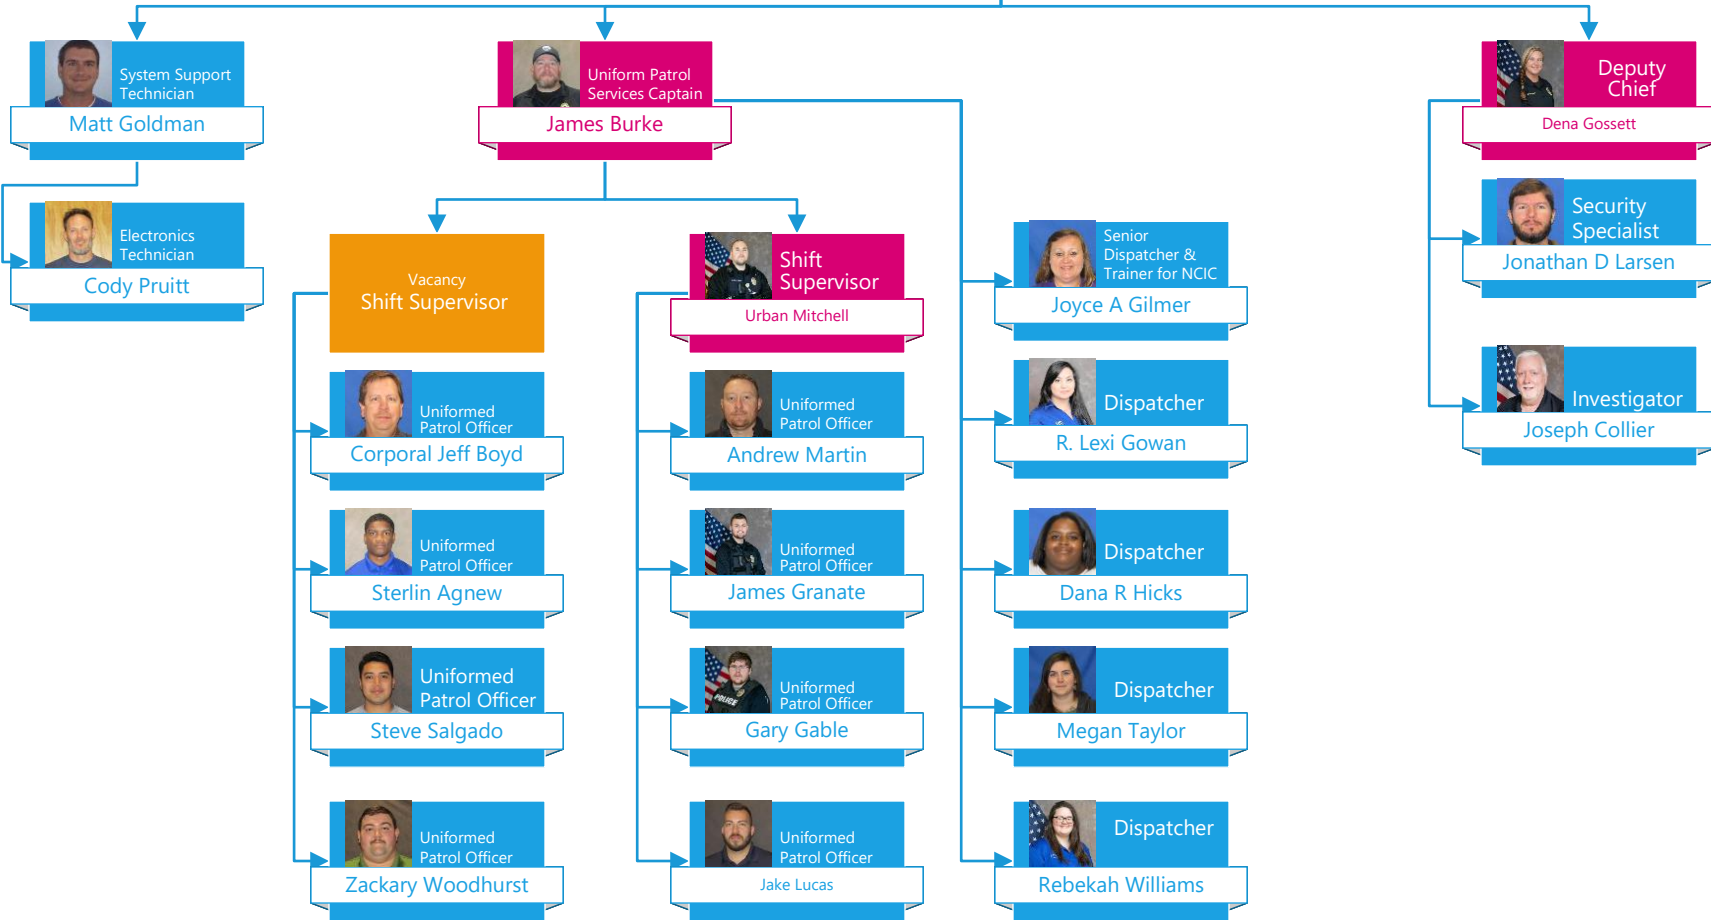 System Support
Technician
Matt Goldman
Electronics
Technician
Cody Pruitt
Uniform Patrol
Services Captain
James Burke
Vacancy
Shift Supervisor
Uniformed
Patrol Officer
Corporal Jeff Boyd
Uniformed
Patrol Officer
Sterlin Agnew
Uniformed
Patrol Officer
Steve Salgado
Uniformed
Patrol Officer
Zackary Woodhurst
Shift
Supervisor
Urban Mitchell
Uniformed
Patrol Officer
Andrew Martin
Uniformed
Patrol Officer
James Granate
Uniformed
Patrol Officer
POLICE
Gary Gable
Uniformed
Patrol Officer
Jake Lucas
Senior
Dispatcher &
Trainer for NCIC
Joyce A Gilmer
Dispatcher
R. Lexi Gowan
Dispatcher
Dana R Hicks
Dispatcher
Megan Taylor
Dispatcher
Rebekah Williams
Deputy
Chief
Dena Gossett
Security
Specialist
Jonathan D Larsen
Investigator
Joseph Collier